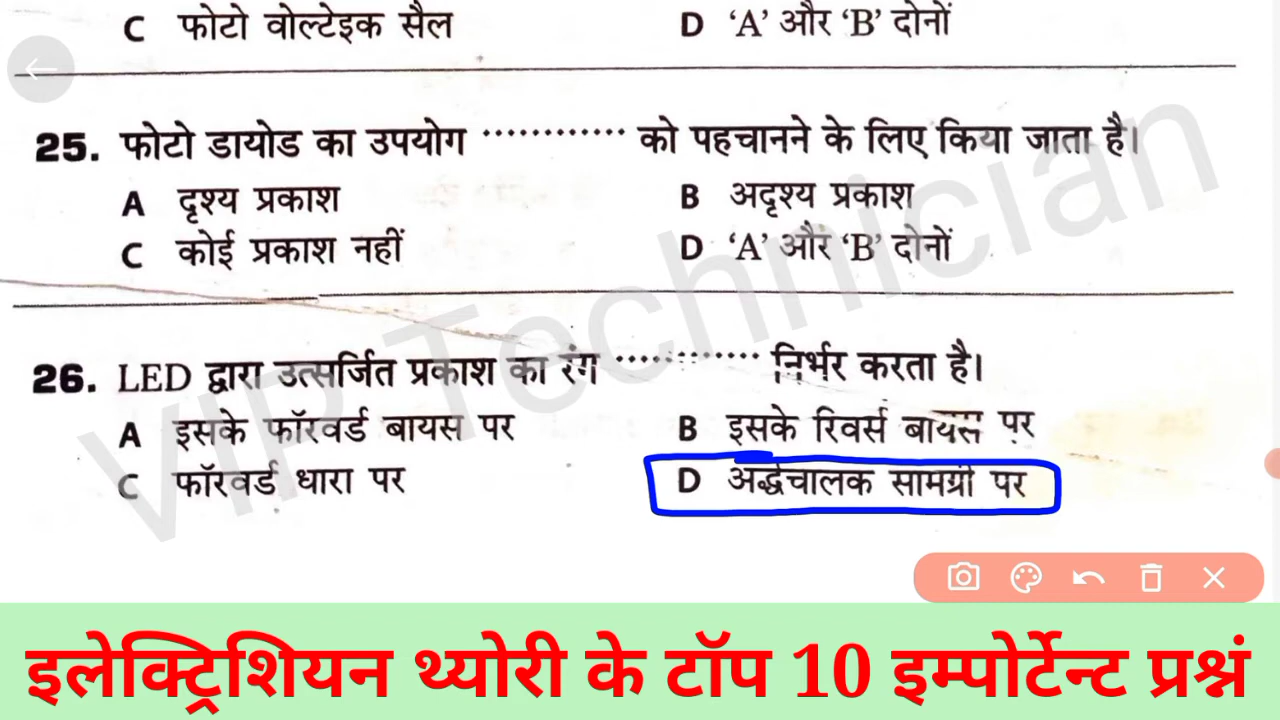 C फोटो वोल्टेइक सैल D ‘A’ और ‘B’ दोनों
25. फोटो डायोड का उपयोग ............. को पहचानने के लिए किया जाता है।
A दृश्य प्रकाश B अदृश्य प्रकाश
C कोई प्रकाश नहीं D ‘A’ और ‘B’ दोनों
26. LED द्वारा उत्सर्जित प्रकाश का रंग ............. निर्भर करता है।
A इसके फॉरवर्ड बायस पर B इसके रिवर्स बायस पर
C फॉरवर्ड धारा पर D अर्द्धचालक सामग्री पर
VIP Technician
इलेक्ट्रिशियन थ्योरी के टॉप 10 इम्पोर्टेन्ट प्रश्नं